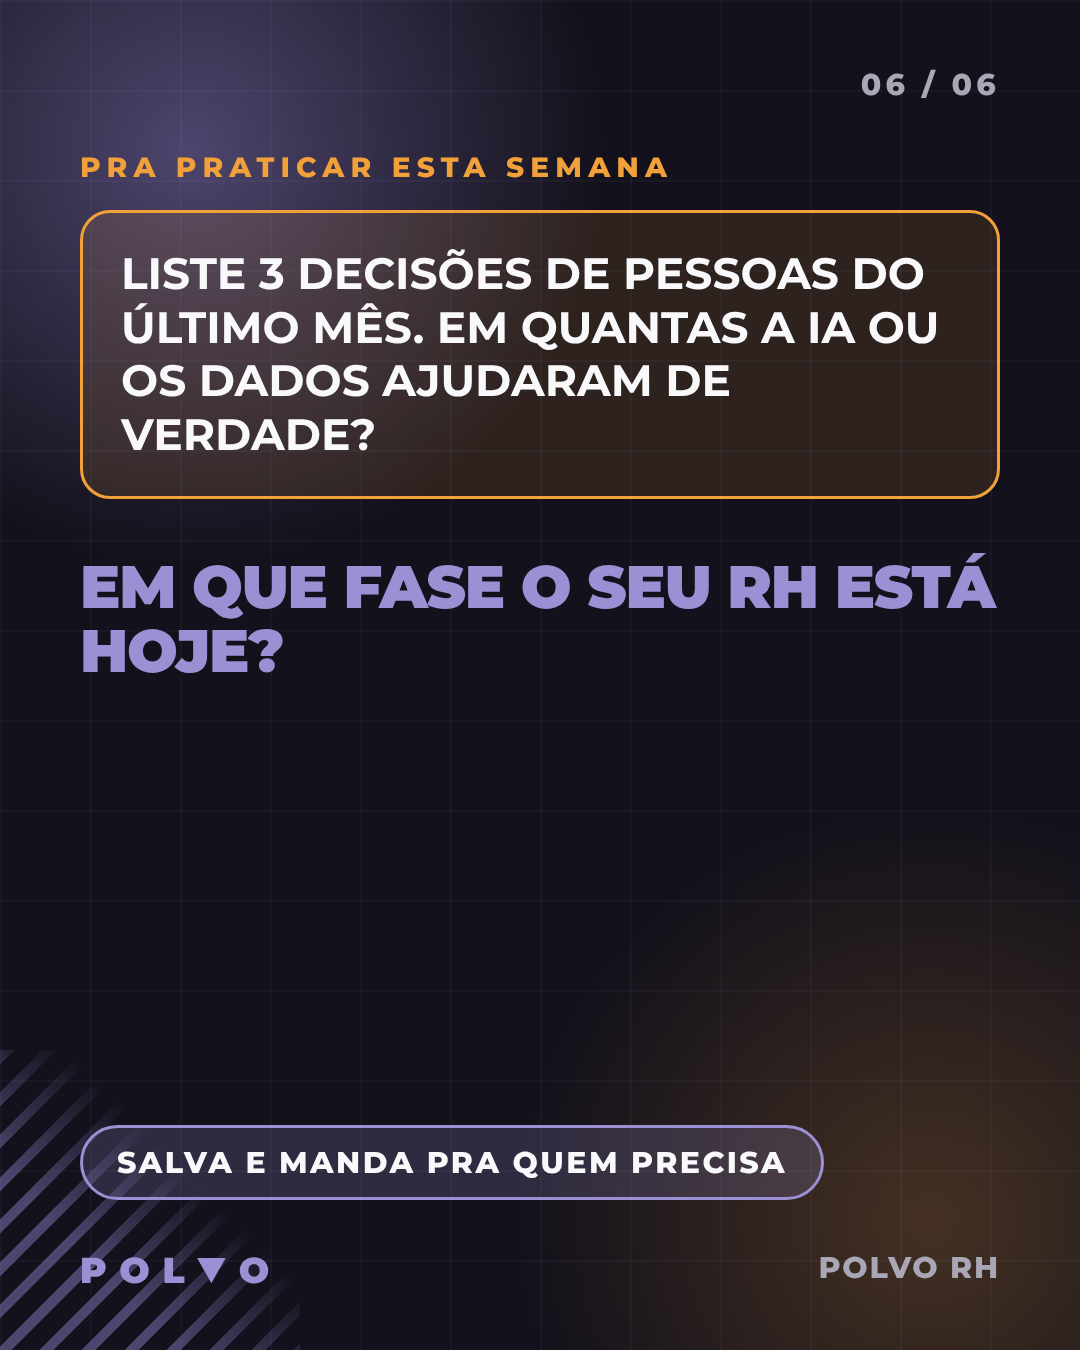 06 / 06
PRA PRATICAR ESTA SEMANA
LISTE 3 DECISÕES DE PESSOAS DO
ÚLTIMO MÊS. EM QUANTAS A IA OU
OS DADOS AJUDARAM DE
VERDADE?
EM QUE FASE O SEU RH ESTÁ
HOJE?
SALVA E MANDA PRA QUEM PRECISA
POLVO
POLVO RH